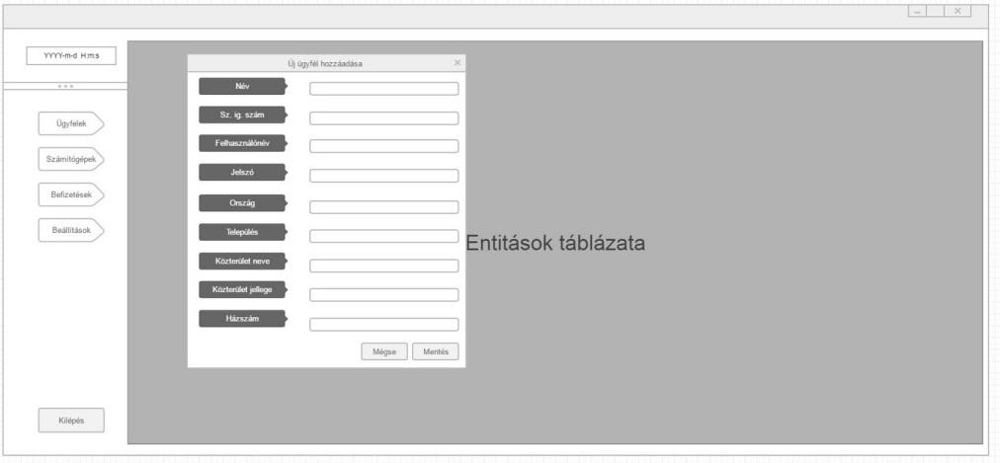 YYYY-m-d H:m:s
Ügyfelek
Számítógépek
Befizetések
Beállítások
Kilépés
Új ügyfél hozzáadása
Név
Sz. ig. szám
Felhasználónév
Jelszó
Ország
Település
Közterület neve
Közterület jellege
Házszám
Mégse
Mentés
Entitások táblázata